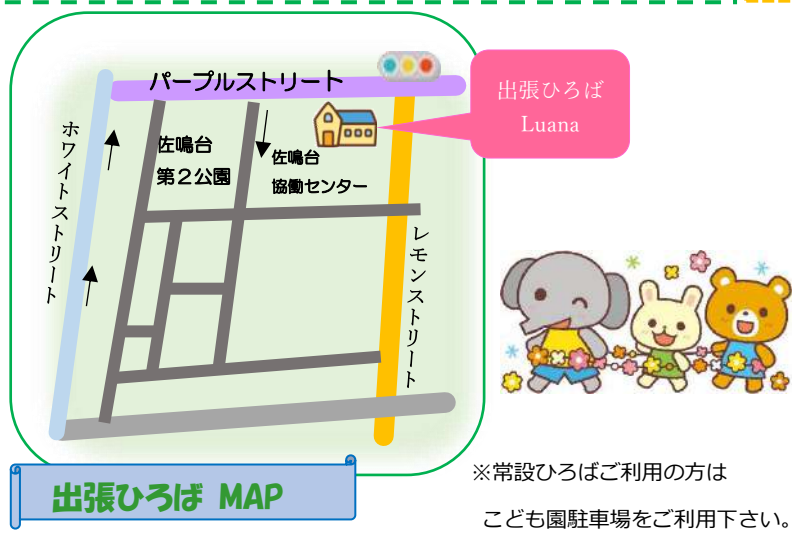 パープルストリート
出張ひろば
Luana
ホワイトストリート
佐鳴台
第２公園
佐鳴台
協働センター
レモンストリート
出張ひろば MAP
※常設ひろばご利用の方は
こども園駐車場をご利用下さい。